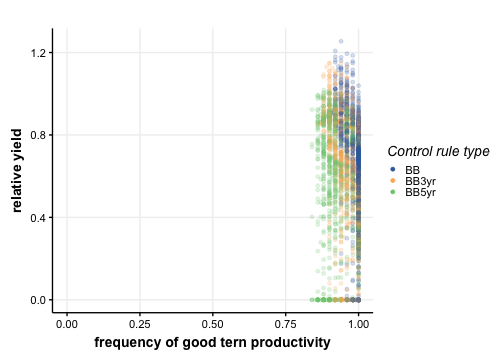 1.2
0.8
0.4
0.0
relative yield
0.00 0.25 0.50 0.75 1.00
frequency of good tern productivity
Control rule type
BB
BB3yr
BB5yr